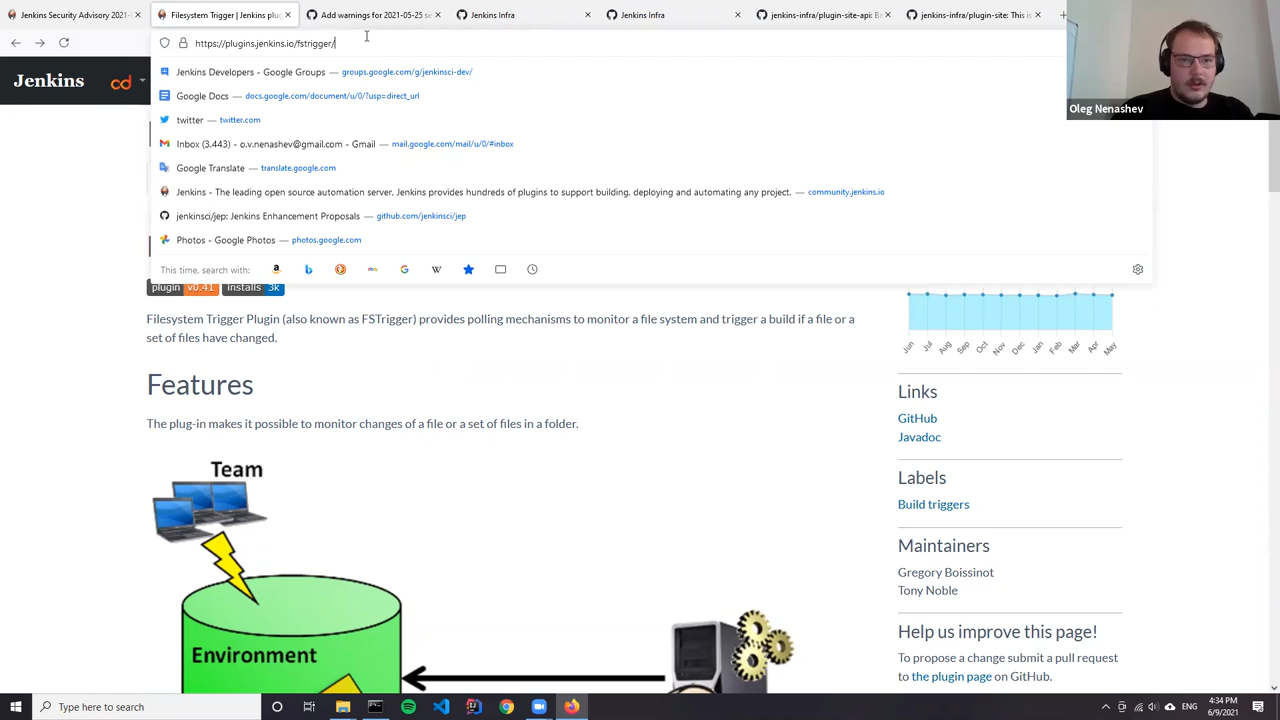 Jenkins Security Advisory 2021-0
Filesystem Trigger | Jenkins plug
Add warnings for 2021-05-25 se
Jenkins Infra
Jenkins Infra
jenkins-infra/plugin-site-api: Ba
jenkins-infra/plugin-site: This is
https://plugins.jenkins.io/fstrigger/
Jenkins
cd
Jenkins Developers - Google Groups — groups.google.com/g/jenkinsci-dev/
Google Docs — docs.google.com/document/u/0/?usp=direct_url
twitter — twitter.com
Inbox (3,443) - o.v.nenashev@gmail.com - Gmail — mail.google.com/mail/u/0/#inbox
Google Translate — translate.google.com
Jenkins - The leading open source automation server, Jenkins provides hundreds of plugins to support building, deploying and automating any project. — community.jenkins.io
jenkinsci/jep: Jenkins Enhancement Proposals — github.com/jenkinsci/jep
Photos - Google Photos — photos.google.com
This time, search with:
Oleg Nenashev
plugin v0.41 installs 3k
Filesystem Trigger Plugin (also known as FSTrigger) provides polling mechanisms to monitor a file system and trigger a build if a file or a
set of files have changed.
Features
The plug-in makes it possible to monitor changes of a file or a set of files in a folder.
Team
Environment
Jun Jul Aug Sep Oct Nov Dec Jan Feb Mar Apr May
Links
GitHub
Javadoc
Labels
Build triggers
Maintainers
Gregory Boissinot
Tony Noble
Help us improve this page!
To propose a change submit a pull request
to the plugin page on GitHub.
Type here to search
ENG
4:34 PM
6/9/2021